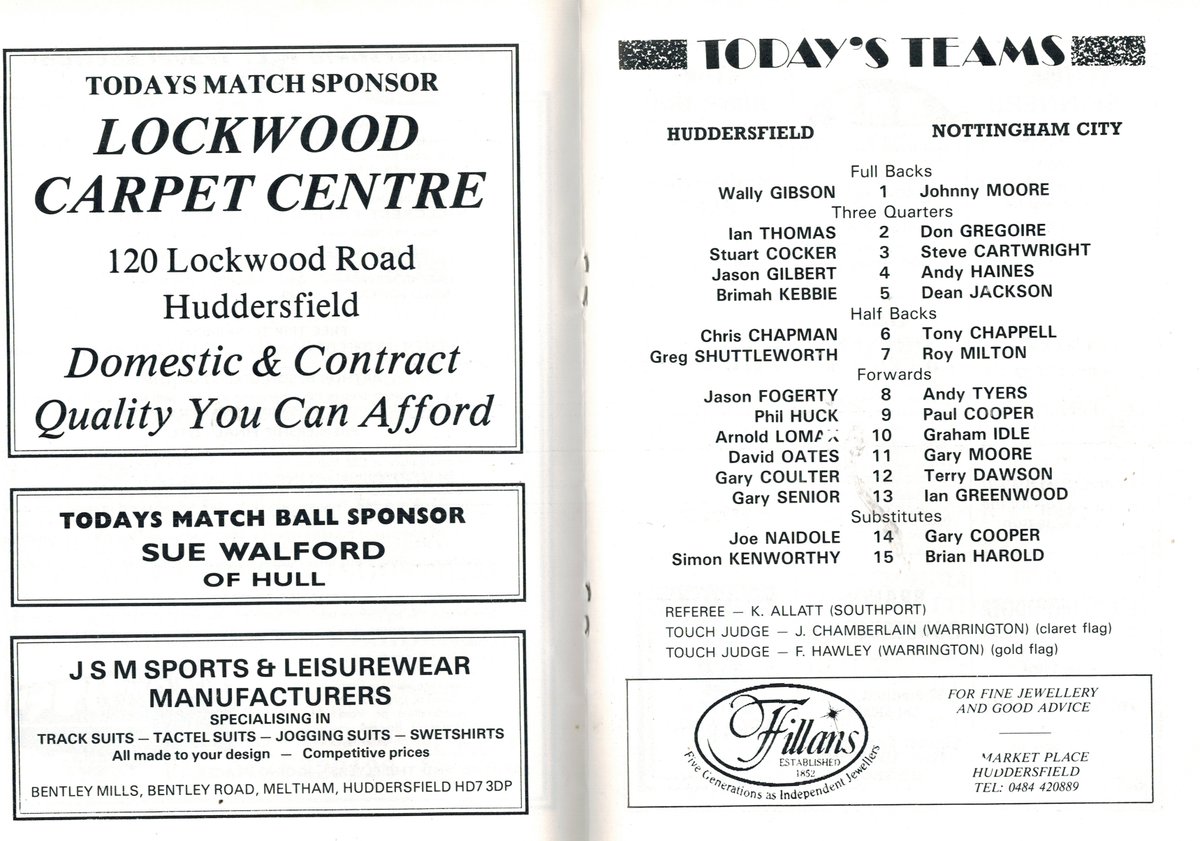 TODAYS MATCH SPONSOR
LOCKWOOD
CARPET CENTRE
120 Lockwood Road
Huddersfield
Domestic & Contract
Quality You Can Afford
TODAYS MATCH BALL SPONSOR
SUE WALFORD
OF HULL
J S M SPORTS & LEISUREWEAR
MANUFACTURERS
SPECIALISING IN
TRACK SUITS — TACTEL SUITS — JOGGING SUITS — SWETSHIRTS
All made to your design — Competitive prices
BENTLEY MILLS, BENTLEY ROAD, MELTHAM, HUDDERSFIELD HD7 3DP
TODAY'S TEAMS
HUDDERSFIELD NOTTINGHAM CITY
Full Backs
Wally GIBSON 1 Johnny MOORE
Three Quarters
Ian THOMAS 2 Don GREGOIRE
Stuart COCKER 3 Steve CARTWRIGHT
Jason GILBERT 4 Andy HAINES
Brimah KEBBIE 5 Dean JACKSON
Half Backs
Chris CHAPMAN 6 Tony CHAPPELL
Greg SHUTTLEWORTH 7 Roy MILTON
Forwards
Jason FOGERTY 8 Andy TYERS
Phil HUCK 9 Paul COOPER
Arnold LOMAX 10 Graham IDLE
David OATES 11 Gary MOORE
Gary COULTER 12 Terry DAWSON
Gary SENIOR 13 Ian GREENWOOD
Substitutes
Joe NAIDOLE 14 Gary COOPER
Simon KENWORTHY 15 Brian HAROLD
REFEREE — K. ALLATT (SOUTHPORT)
TOUCH JUDGE — J. CHAMBERLAIN (WARRINGTON) (claret flag)
TOUCH JUDGE — F. HAWLEY (WARRINGTON) (gold flag)
Fillans
ESTABLISHED
1852
Five Generations as Independent Jewellers
FOR FINE JEWELLERY
AND GOOD ADVICE
MARKET PLACE
HUDDERSFIELD
TEL: 0484 420889